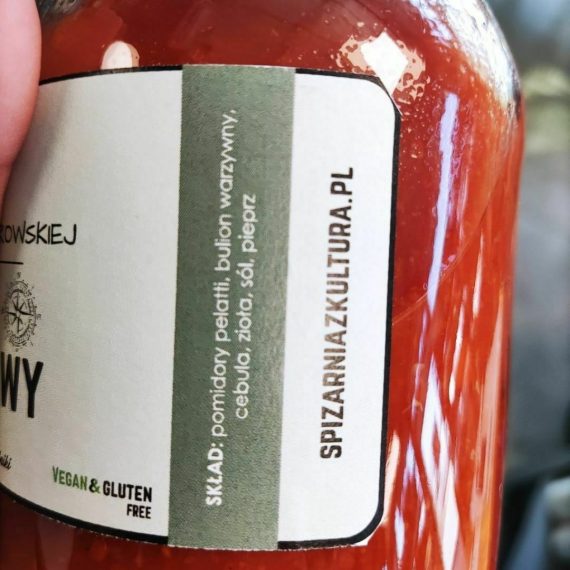 ROWSKIEJ
WY
VEGAN & GLUTEN
FREE
SKŁAD: pomidory pelatti, bulion warzywny,
cebula, zioła, sól, pieprz
SPIZARNIAZKULTURA.PL